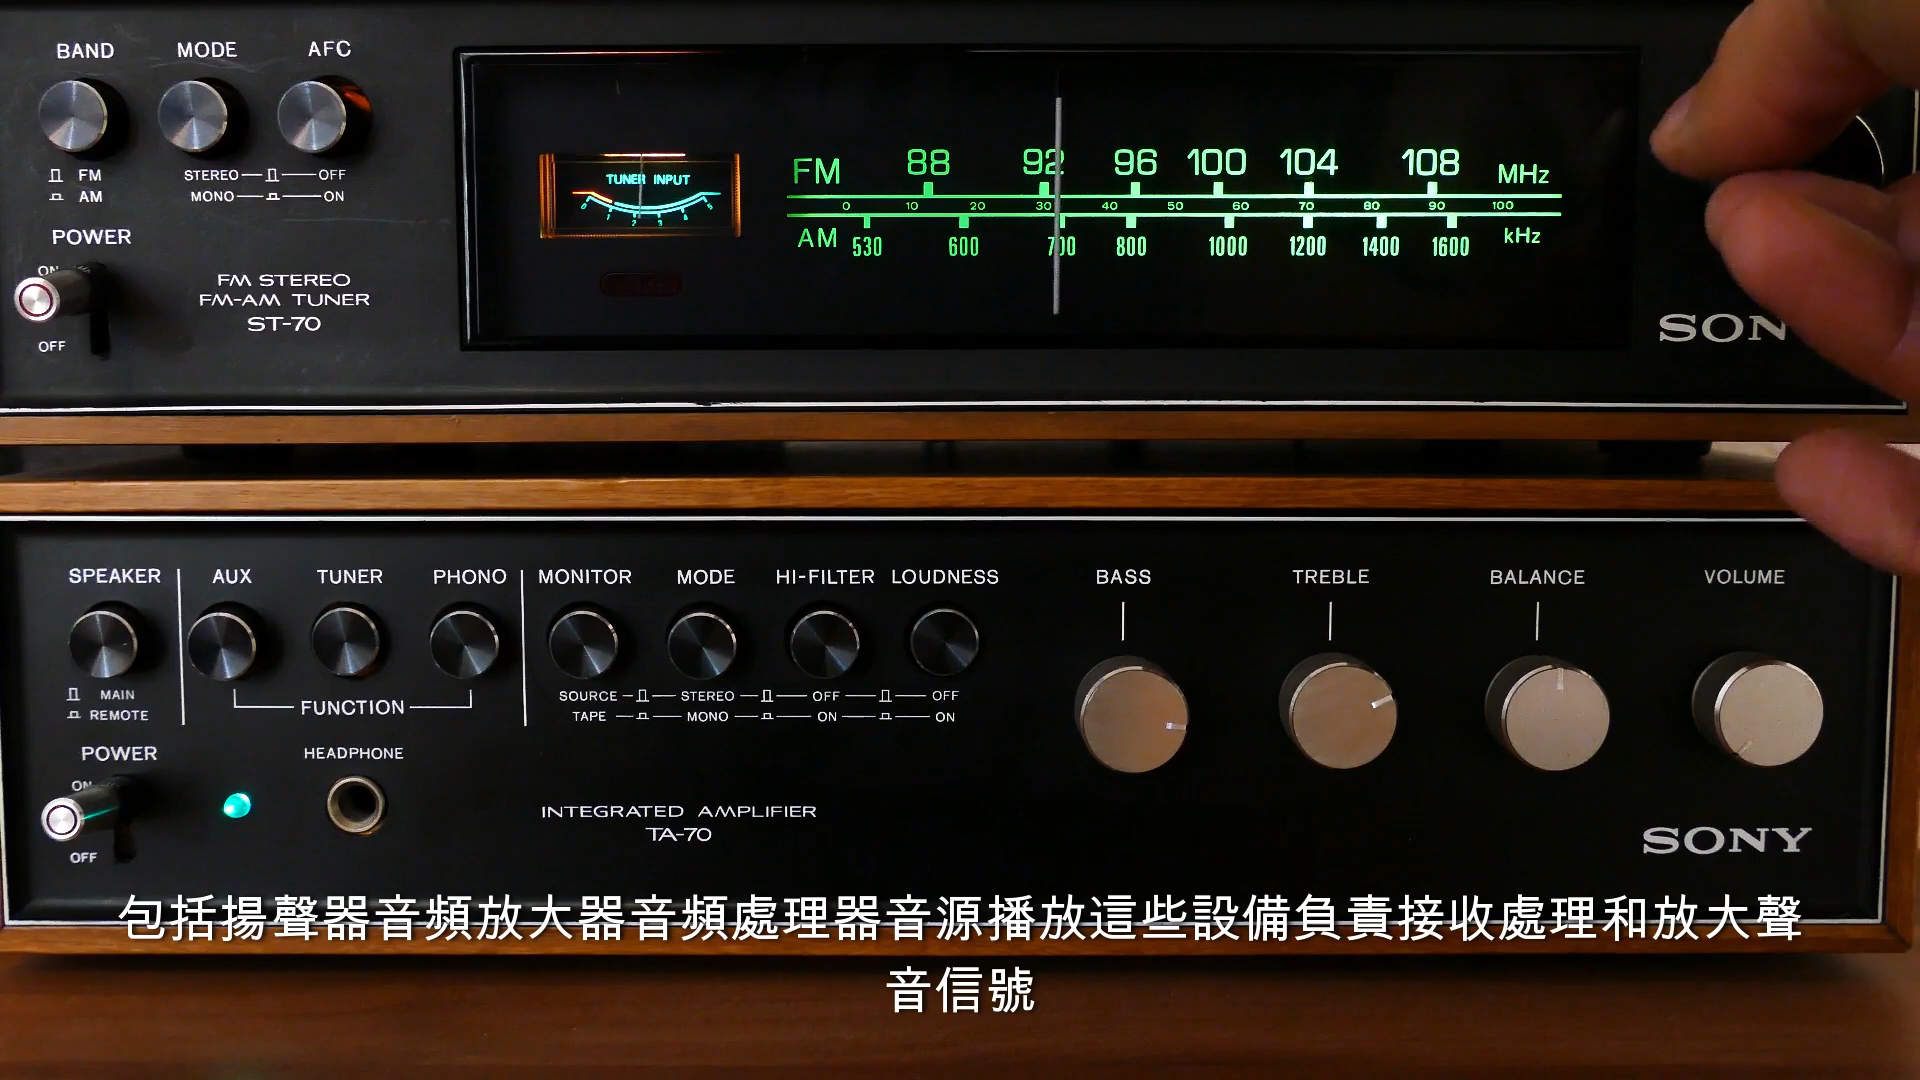 BAND MODE AFC
FM
AM
STEREO OFF
MONO ON
POWER
ON
OFF
FM STEREO
FM-AM TUNER
ST-70
TUNER INPUT
0 1 2 3 4 5
FM 88 92 96 100 104 108 MHz
0 10 20 30 40 50 60 70 80 90 100
AM 530 600 700 800 1000 1200 1400 1600 kHz
SON
SPEAKER AUX TUNER PHONO MONITOR MODE HI-FILTER LOUDNESS BASS TREBLE BALANCE VOLUME
MAIN
REMOTE
FUNCTION
SOURCE STEREO OFF OFF
TAPE MONO ON ON
POWER
ON
OFF
HEADPHONE
INTEGRATED AMPLIFIER
TA-70
SONY
包括揚聲器音頻放大器音頻處理器音源播放這些設備負責接收處理和放大聲
音信號